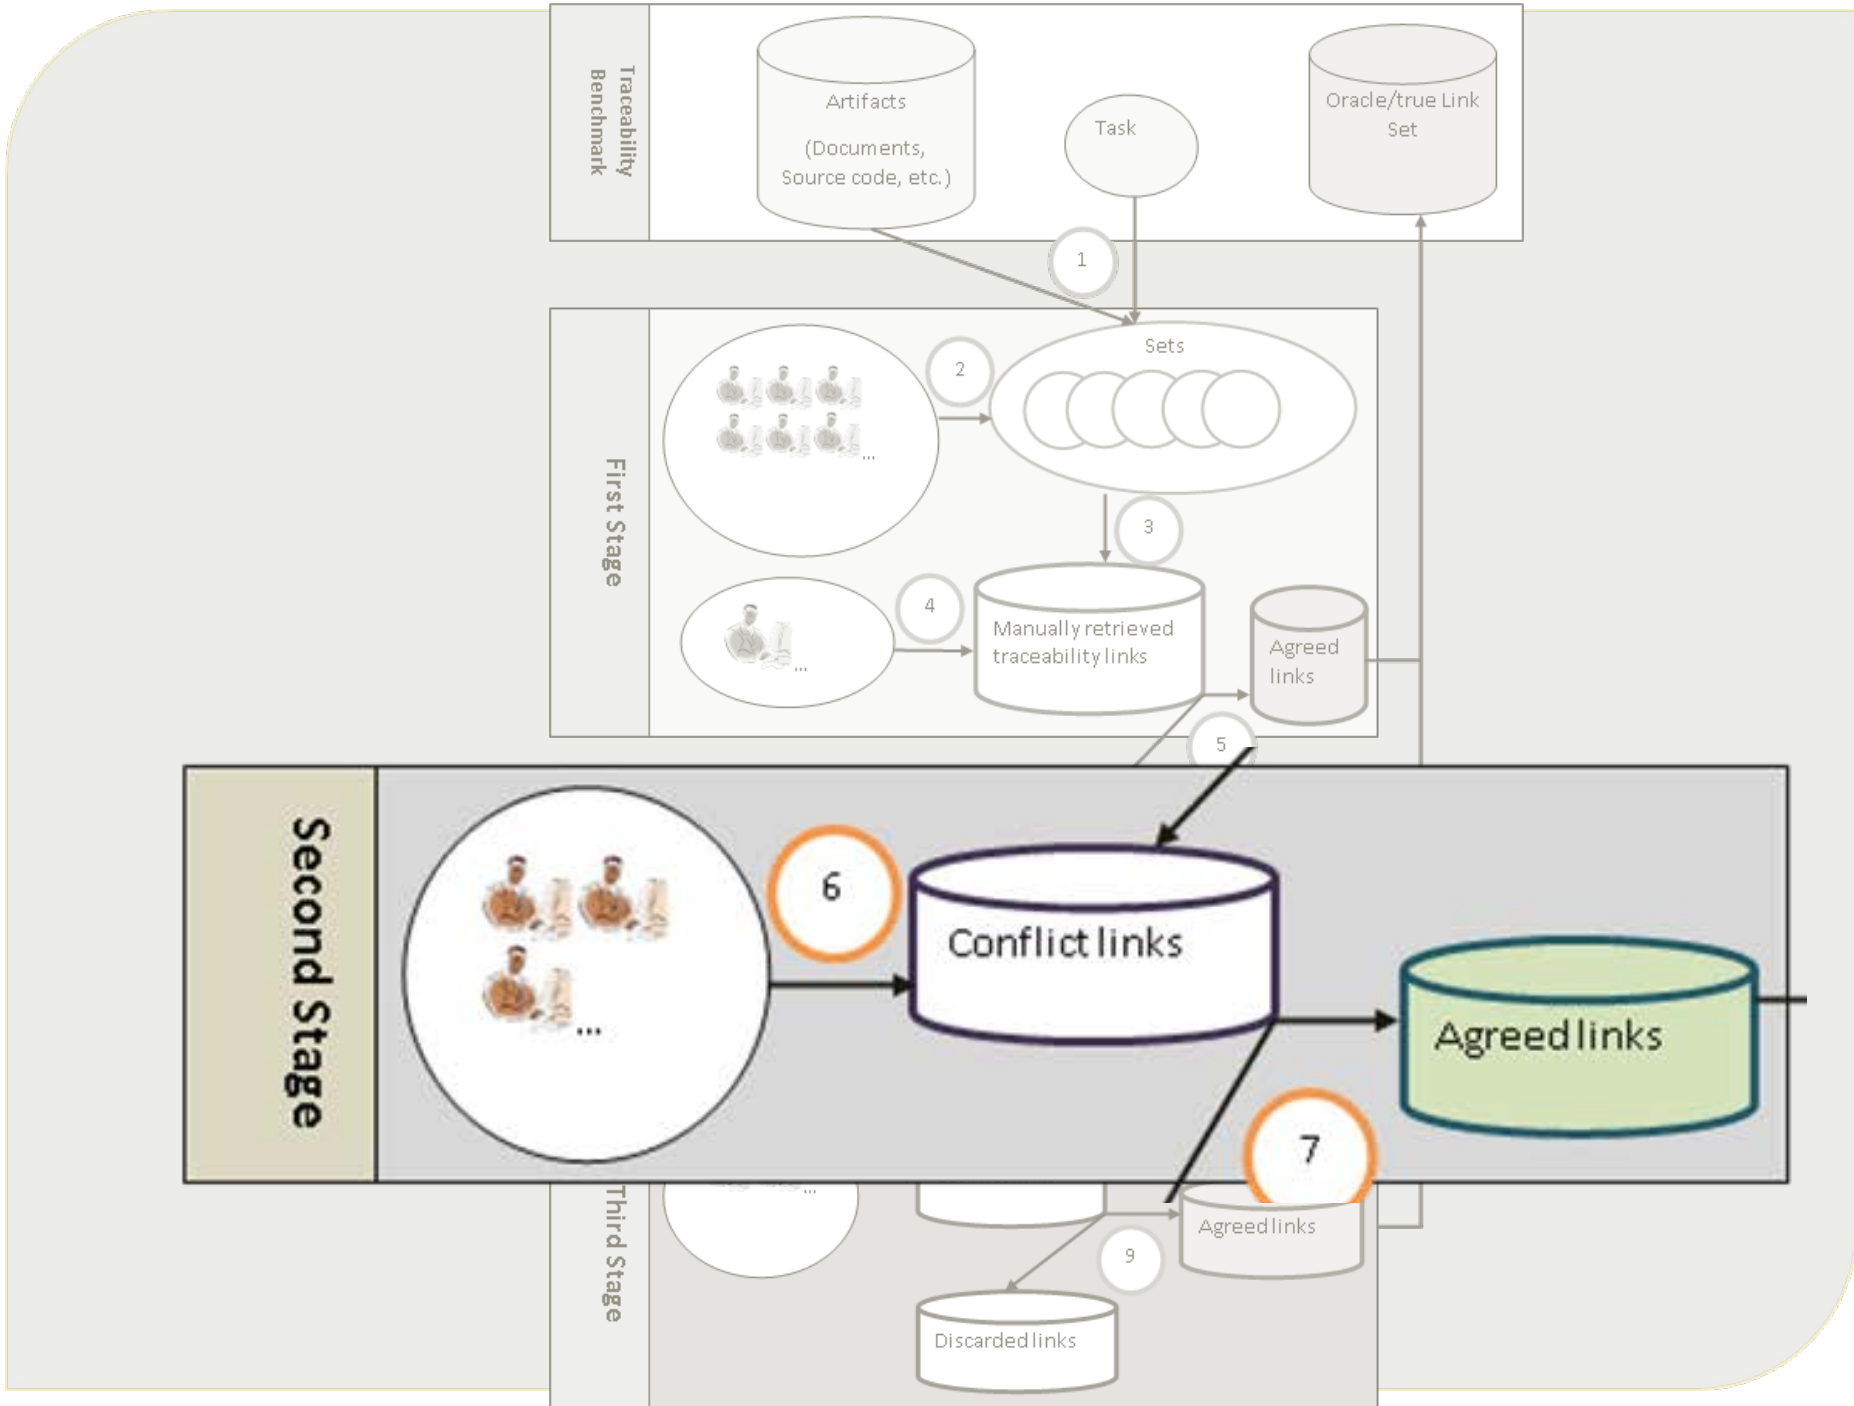 Traceability
Benchmark
Artifacts
(Documents,
Source code, etc.)
Task
Oracle/true Link
Set
1
First Stage
2
Sets
...
3
4
...
Manually retrieved
traceability links
Agreed
links
5
Second Stage
...
6
Conflict links
Agreed links
7
Third Stage
...
Agreed links
9
Discarded links